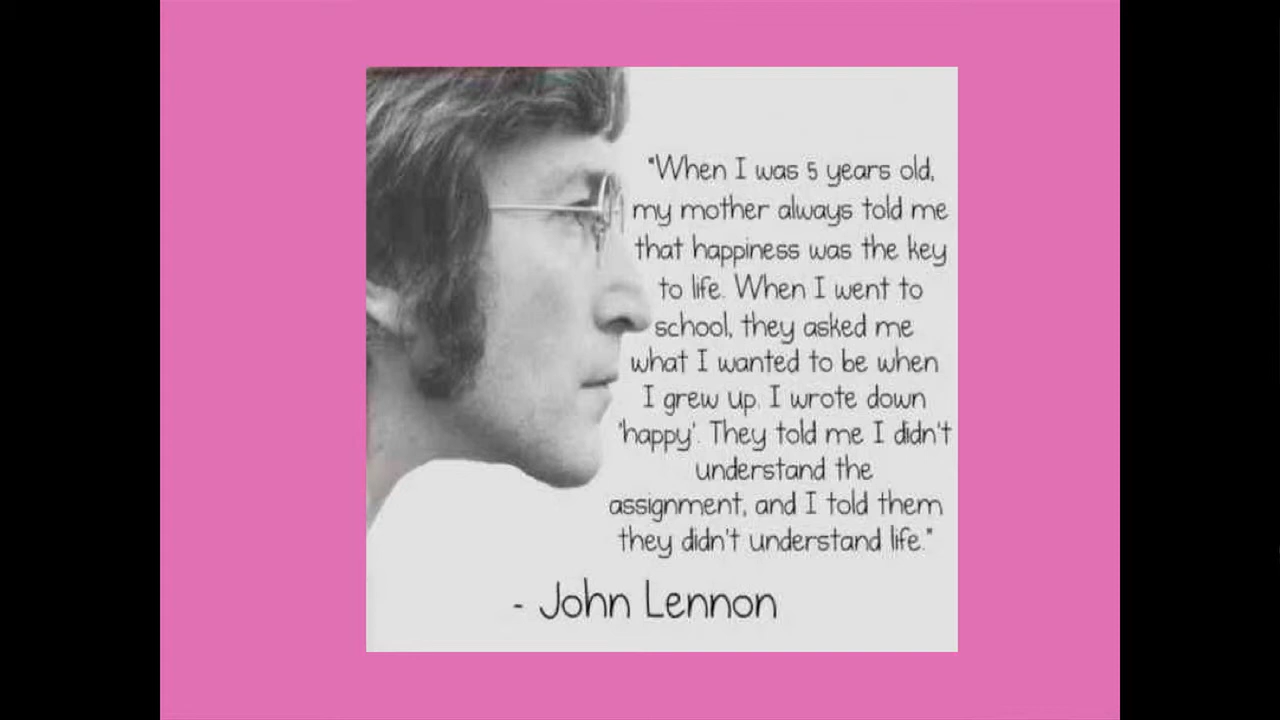 "When I was 5 years old,
my mother always told me
that happiness was the key
to life. When I went to
school, they asked me
what I wanted to be when
I grew up. I wrote down
'happy'. They told me I didn't
understand the
assignment, and I told them
they didn't understand life."
- John Lennon